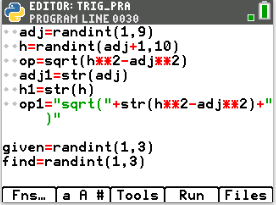 EDITOR: TRIG_PRA
PROGRAM LINE 0030
◆◆adj=randint(1,9)
◆◆h=randint(adj+1,10)
◆◆op=sqrt(h**2-adj**2)
◆◆adj1=str(adj)
◆◆h1=str(h)
◆◆op1="sqrt("+str(h**2-adj**2)+"
)"
given=randint(1,3)
find=randint(1,3)
Fns… a A # Tools Run Files